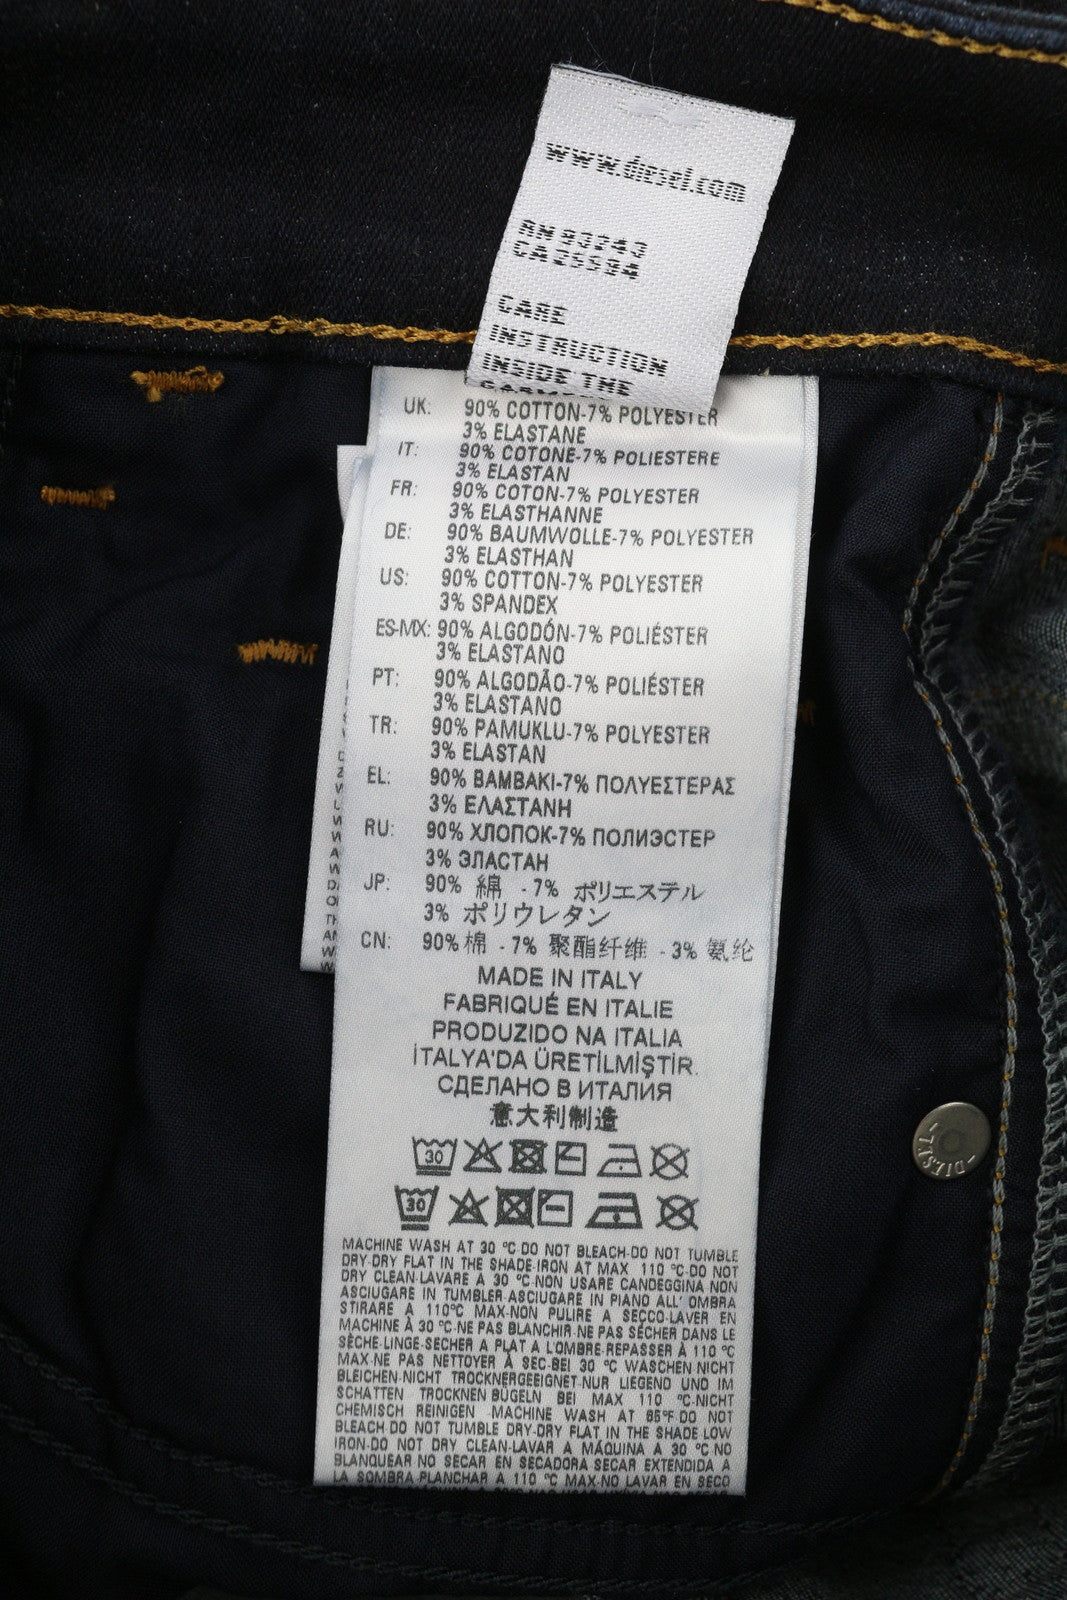 www.diesel.com
RN 93243
CA 25594
CARE
INSTRUCTION
INSIDE THE
UK: 90% COTTON-7% POLYESTER
3% ELASTANE
IT: 90% COTONE-7% POLIESTERE
3% ELASTAN
FR: 90% COTON-7% POLYESTER
3% ELASTHANNE
DE: 90% BAUMWOLLE-7% POLYESTER
3% ELASTHAN
US: 90% COTTON-7% POLYESTER
3% SPANDEX
ES-MX: 90% ALGODÓN-7% POLIÉSTER
3% ELASTANO
PT: 90% ALGODÃO-7% POLIÉSTER
3% ELASTANO
TR: 90% PAMUKLU-7% POLYESTER
3% ELASTAN
EL: 90% ΒΑΜΒΑΚΙ-7% ΠΟΛΥΕΣΤΕΡΑΣ
3% ΕΛΑΣΤΑΝΗ
RU: 90% ХЛОПОК-7% ПОЛИЭСТЕР
3% ЭЛАСТАН
JP: 90% 綿 -7% ポリエステル
3% ポリウレタン
CN: 90% 棉 - 7% 聚酯纤维 - 3% 氨纶
MADE IN ITALY
FABRIQUÉ EN ITALIE
PRODUZIDO NA ITALIA
İTALYA'DA ÜRETİLMİŞTİR.
СДЕЛАНО В ИТАЛИЯ
意大利制造
30
30
MACHINE WASH AT 30 °C-DO NOT BLEACH-DO NOT TUMBLE
DRY-DRY FLAT IN THE SHADE-IRON AT MAX 110 °C-DO NOT
DRY CLEAN-LAVARE A 30 °C-NON USARE CANDEGGINA NON
ASCIUGARE IN TUMBLER-ASCIUGARE IN PIANO ALL' OMBRA
STIRARE A 110°C MAX-NON PULIRE A SECCO-LAVER EN
MACHINE À 30 °C-NE PAS BLANCHIR-NE PAS SÉCHER DANS LE
SÈCHE-LINGE-SECHER A PLAT A L'OMBRE-REPASSER À 110 °C
MAX-NE PAS NETTOYER À SEC-BEI 30 °C WASCHEN-NICHT
BLEICHEN-NICHT TROCKNERGEEIGNET-NUR LIEGEND UND IM
SCHATTEN TROCKNEN-BÜGELN BEI MAX 110 °C-NICHT
CHEMISCH REINIGEN MACHINE WASH AT 85°F-DO NOT
BLEACH-DO NOT TUMBLE DRY-DRY FLAT IN THE SHADE LOW
IRON-DO NOT DRY CLEAN-LAVAR A MÁQUINA A 30 °C NO
BLANQUEAR NO SECAR EN SECADORA SECAR EXTENDIDA A
LA SOMBRA PLANCHAR A 110 °C MAX-NO LAVAR EN SECO
DIESEL